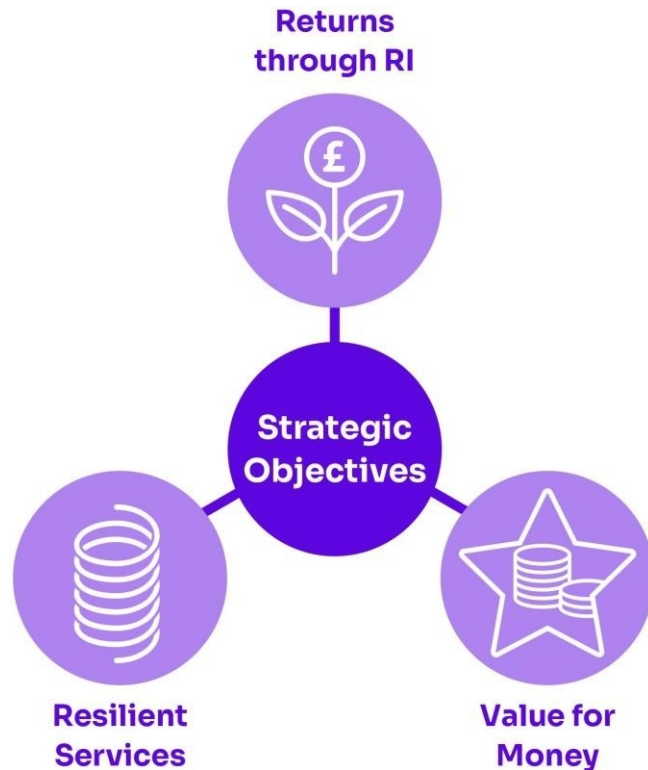 Returns
through RI
£
Strategic
Objectives
Resilient
Services
Value for
Money